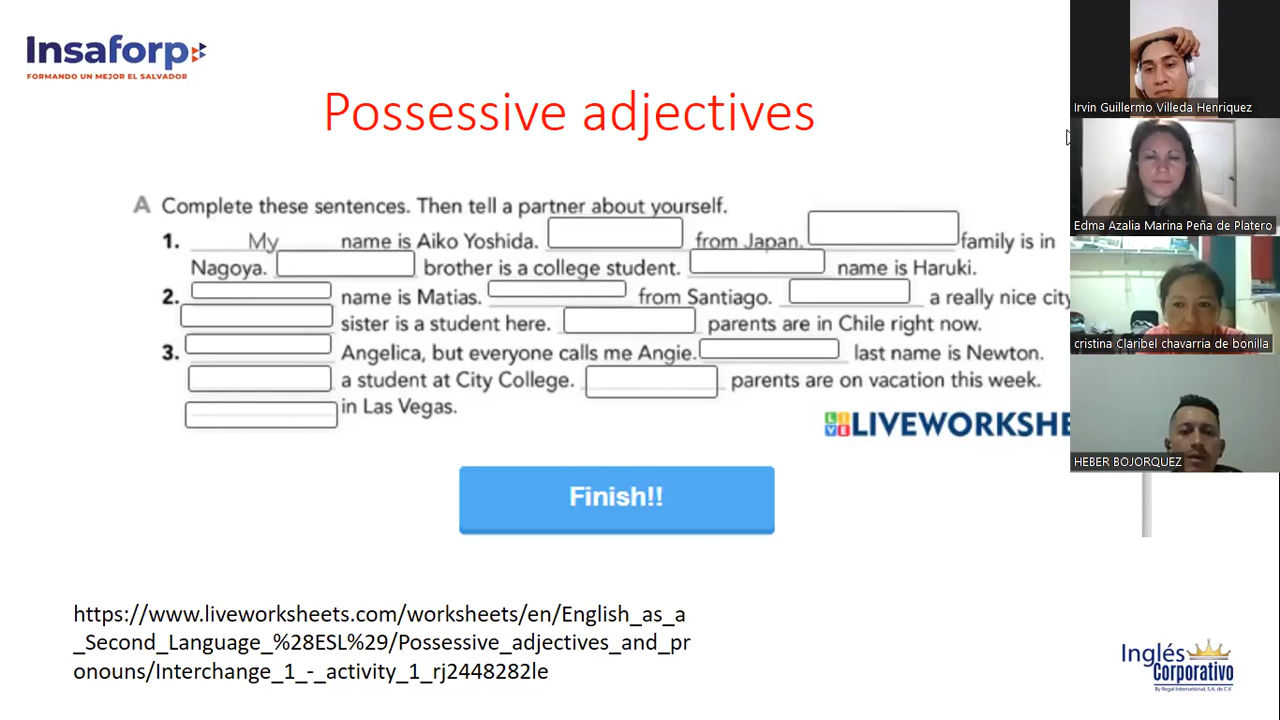 Insaforp
FORMANDO UN MEJOR EL SALVADOR
Possessive adjectives
A Complete these sentences. Then tell a partner about yourself.
1. My name is Aiko Yoshida. from Japan. family is in
Nagoya. brother is a college student. name is Haruki.
2. name is Matias. from Santiago. a really nice city
sister is a student here. parents are in Chile right now.
3. Angelica, but everyone calls me Angie. last name is Newton.
a student at City College. parents are on vacation this week.
in Las Vegas.
LIVE LIVEWORKSHE
Finish!!
https://www.liveworksheets.com/worksheets/en/English_as_a
_Second_Language_%28ESL%29/Possessive_adjectives_and_pr
onouns/Interchange_1_-_activity_1_rj2448282le
Irvin Guillermo Villeda Henriquez
Edma Azalia Marina Peña de Platero
cristina Claribel chavarria de bonilla
HEBER BOJORQUEZ
Inglés
Corporativo
By Regal International, S.A. de C.V.